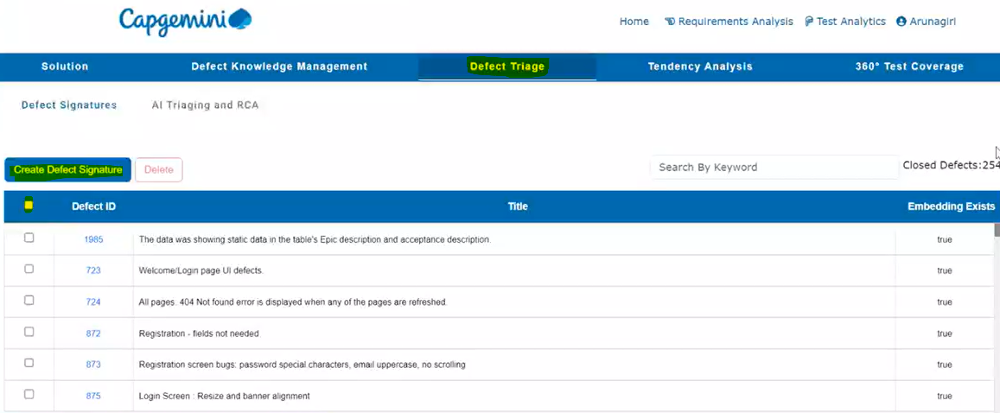 Capgemini
Home Requirements Analysis Test Analytics Arunagiri
Solution Defect Knowledge Management Defect Triage Tendency Analysis 360° Test Coverage
Defect Signatures AI Triaging and RCA
Create Defect Signature Delete Search By Keyword Closed Defects:254
Defect ID Title Embedding Exists
1985 The data was showing static data in the table's Epic description and acceptance description. true
723 Welcome/Login page UI defects. true
724 All pages. 404 Not found error is displayed when any of the pages are refreshed. true
872 Registration - fields not needed. true
873 Registration screen bugs: password special characters, email uppercase, no scrolling true
875 Login Screen : Resize and banner alignment true